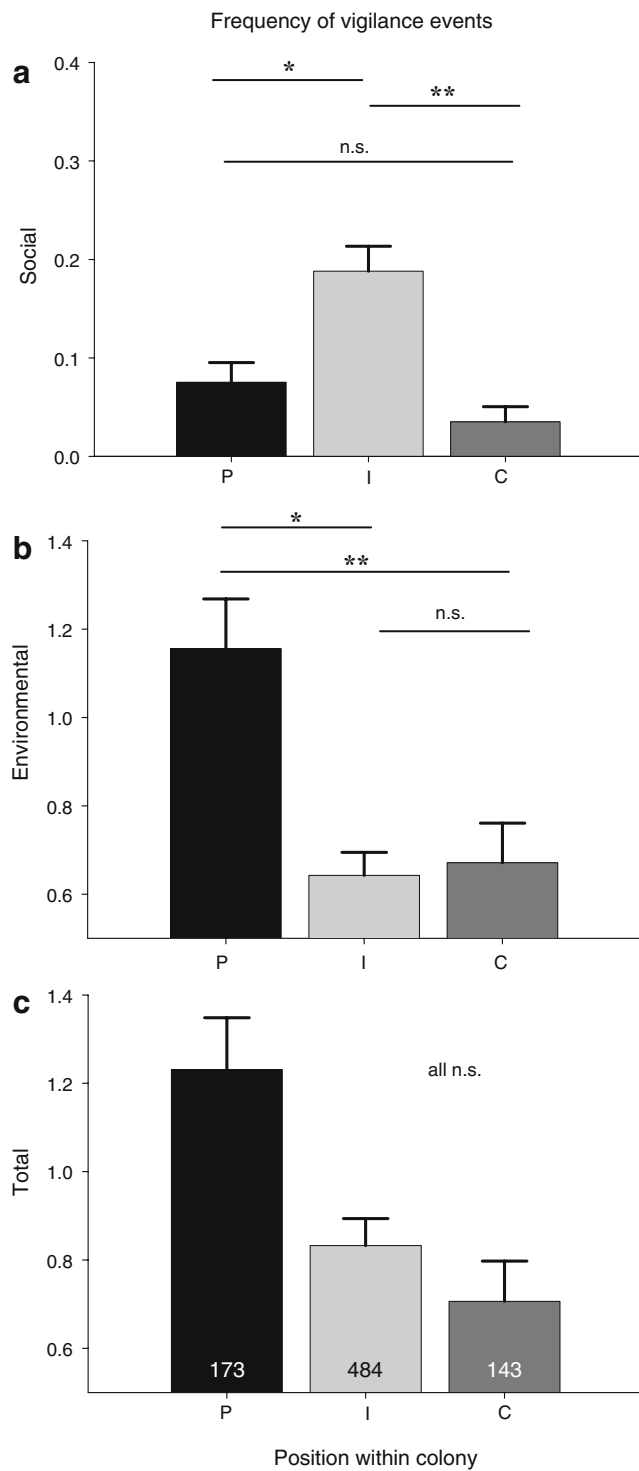 Frequency of vigilance events
a
0.4
*
**
0.3
n.s.
Social
0.2
0.1
0.0
P I C
b
1.4
*
**
n.s.
1.2
Environmental
1.0
0.8
0.6
P I C
c
1.4
all n.s.
1.2
Total
1.0
0.8
0.6
173 484 143
P I C
Position within colony